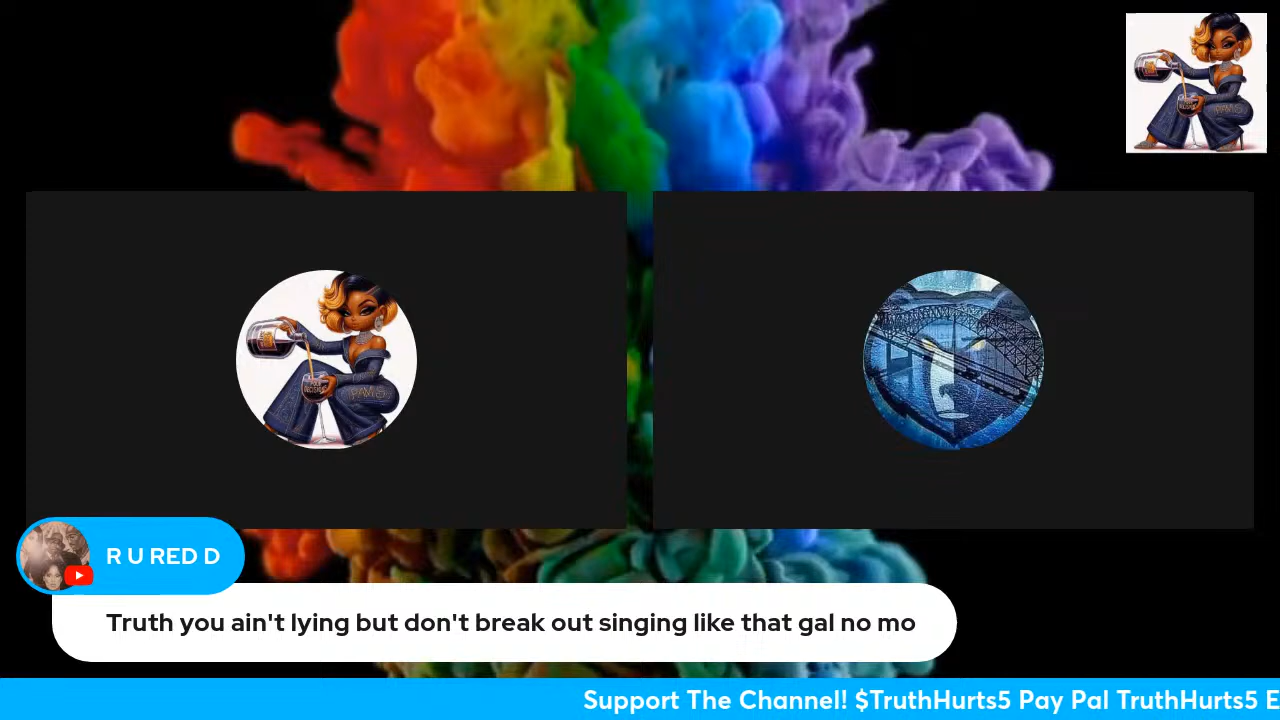 R U RED D
Truth you ain't lying but don't break out singing like that gal no mo
Support The Channel! $TruthHurts5 Pay Pal TruthHurts5 E